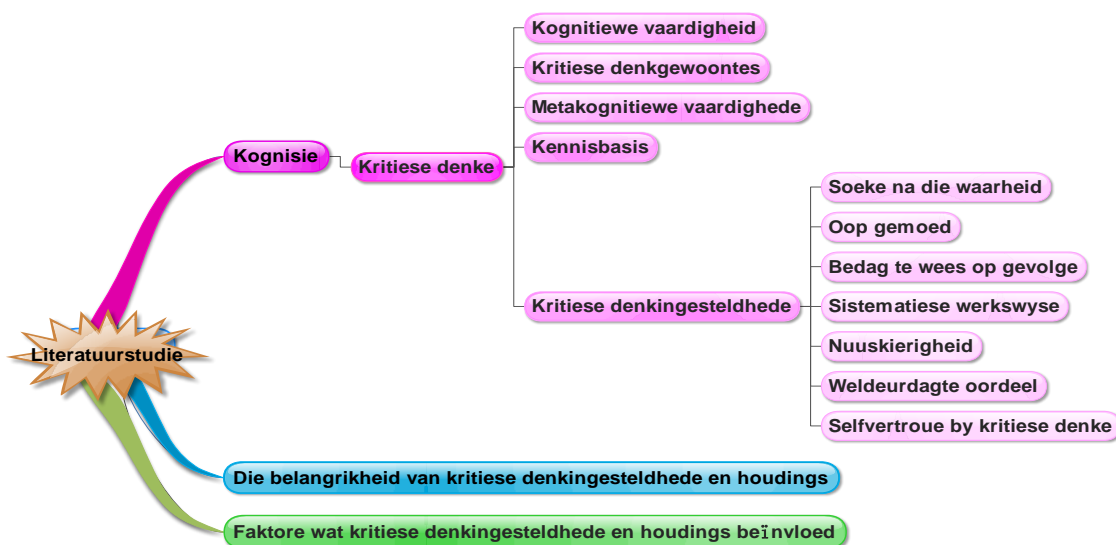 Literatuurstudie
Kognisie
Kritiese denke
Kognitiewe vaardigheid
Kritiese denkgewoontes
Metakognitiewe vaardighede
Kennisbasis
Kritiese denkingesteldhede
Soeke na die waarheid
Oop gemoed
Bedag te wees op gevolge
Sistematiese werkswyse
Nuuskierigheid
Weldeurdagte oordeel
Selfvertroue by kritiese denke
Die belangrikheid van kritiese denkingesteldhede en houdings
Faktore wat kritiese denkingesteldhede en houdings beïnvloed